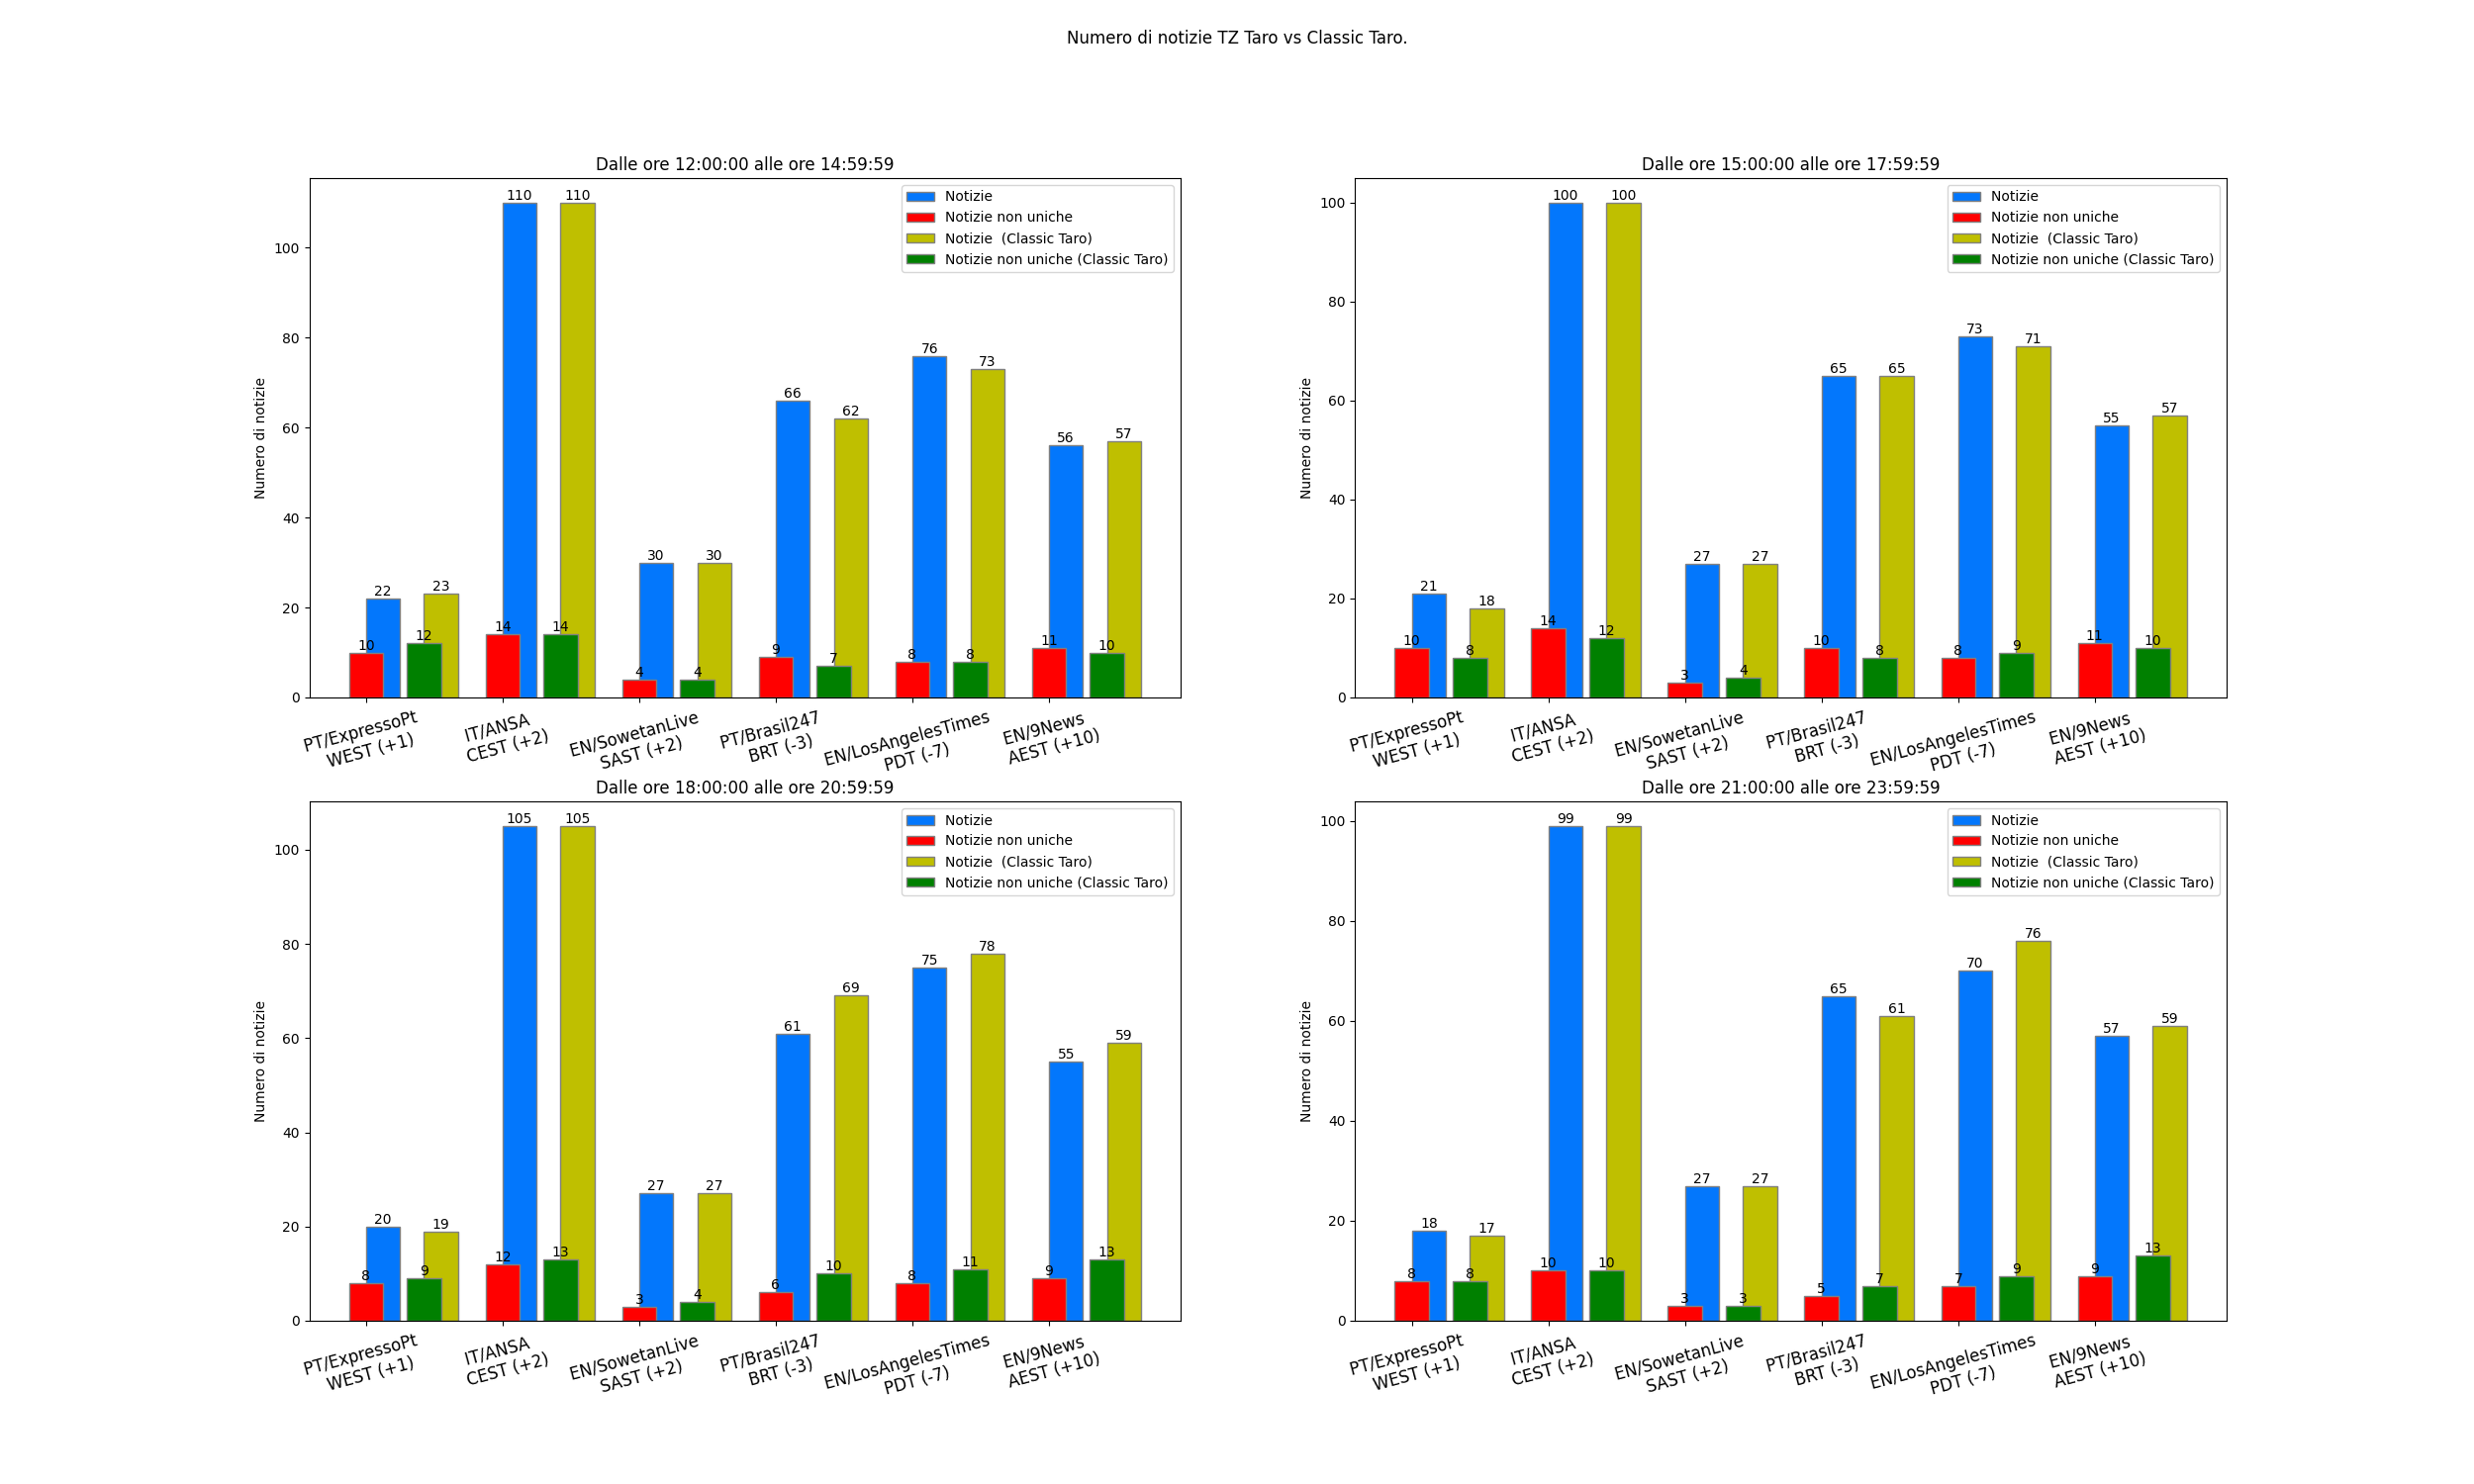 Numero di notizie TZ Taro vs Classic Taro.
Dalle ore 12:00:00 alle ore 14:59:59
Numero di notizie
100
80
60
40
20
0
Notizie
Notizie non uniche
Notizie  (Classic Taro)
Notizie non uniche (Classic Taro)
110 110
76 73
66 62
56 57
30 30
22 23
10 12 14 14 4 4 9 7 8 8 11 10
PT/ExpressoPt
WEST (+1)
IT/ANSA
CEST (+2)
EN/SowetanLive
SAST (+2)
PT/Brasil247
BRT (-3)
EN/LosAngelesTimes
PDT (-7)
EN/9News
AEST (+10)
Dalle ore 15:00:00 alle ore 17:59:59
Numero di notizie
100
80
60
40
20
0
Notizie
Notizie non uniche
Notizie  (Classic Taro)
Notizie non uniche (Classic Taro)
100 100
73 71
65 65
55 57
27 27
21 18
10 8 14 12 3 4 10 8 8 9 11 10
PT/ExpressoPt
WEST (+1)
IT/ANSA
CEST (+2)
EN/SowetanLive
SAST (+2)
PT/Brasil247
BRT (-3)
EN/LosAngelesTimes
PDT (-7)
EN/9News
AEST (+10)
Dalle ore 18:00:00 alle ore 20:59:59
Numero di notizie
100
80
60
40
20
0
Notizie
Notizie non uniche
Notizie  (Classic Taro)
Notizie non uniche (Classic Taro)
105 105
75 78
61 69
55 59
27 27
20 19
8 9 12 13 3 4 6 10 8 11 9 13
PT/ExpressoPt
WEST (+1)
IT/ANSA
CEST (+2)
EN/SowetanLive
SAST (+2)
PT/Brasil247
BRT (-3)
EN/LosAngelesTimes
PDT (-7)
EN/9News
AEST (+10)
Dalle ore 21:00:00 alle ore 23:59:59
Numero di notizie
100
80
60
40
20
0
Notizie
Notizie non uniche
Notizie  (Classic Taro)
Notizie non uniche (Classic Taro)
99 99
70 76
65 61
57 59
27 27
18 17
8 8 10 10 3 3 5 7 7 9 9 13
PT/ExpressoPt
WEST (+1)
IT/ANSA
CEST (+2)
EN/SowetanLive
SAST (+2)
PT/Brasil247
BRT (-3)
EN/LosAngelesTimes
PDT (-7)
EN/9News
AEST (+10)